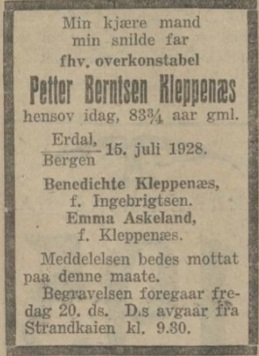 Min kjære mand
min snilde far
fhv. overkonstabel
Petter Berntsen Kleppenæs
hensov idag, 83¾ aar gml.
Erdal,
Bergen 15. juli 1928.
Benedichte Kleppenæs,
f. Ingebrigtsen.
Emma Askeland,
f. Kleppenæs.
Meddelelsen bedes mottat
paa denne maate.
Begravelsen foregaar fre-
dag 20. ds. D.s avgaar fra
Strandkaien kl. 9.30.